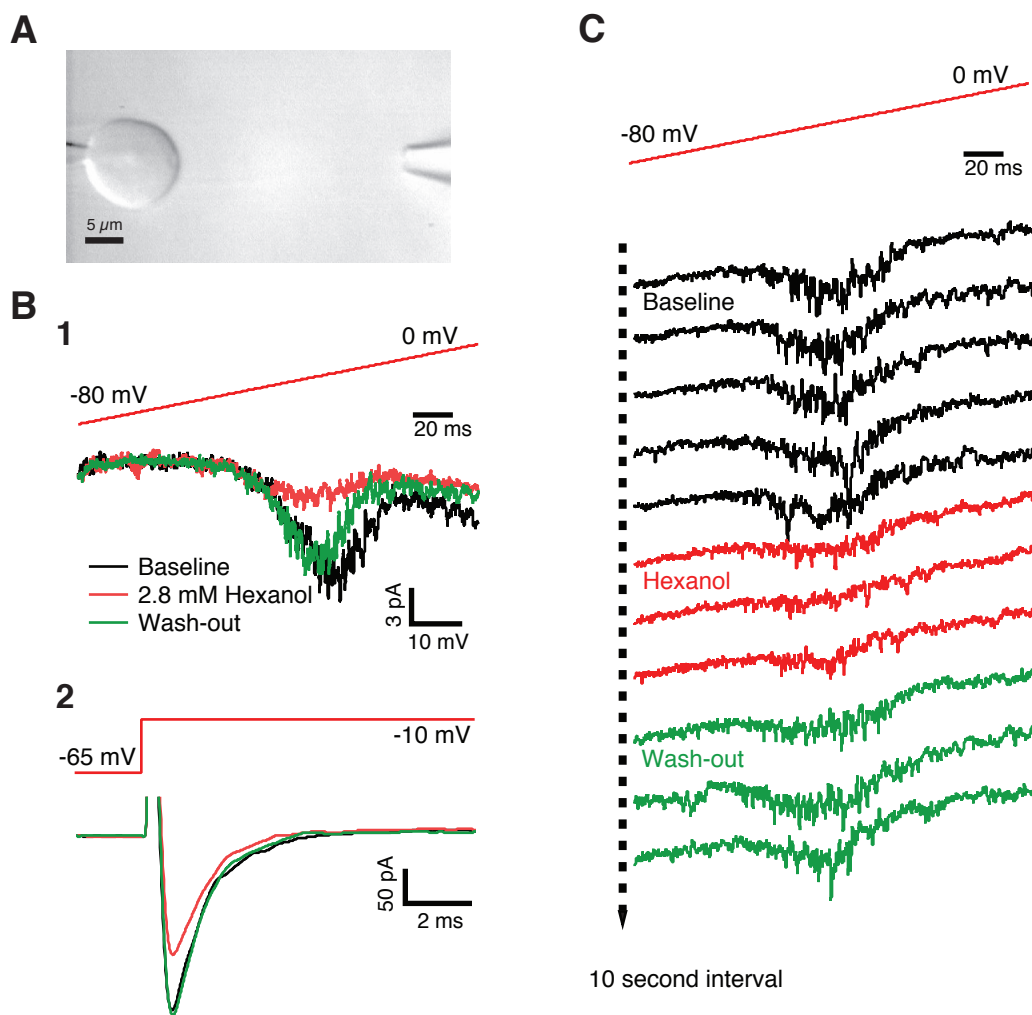 A
5 µm
B
1
-80 mV
0 mV
20 ms
Baseline
2.8 mM Hexanol
Wash-out
3 pA
10 mV
2
-65 mV
-10 mV
50 pA
2 ms
C
-80 mV
0 mV
20 ms
Baseline
Hexanol
Wash-out
10 second interval